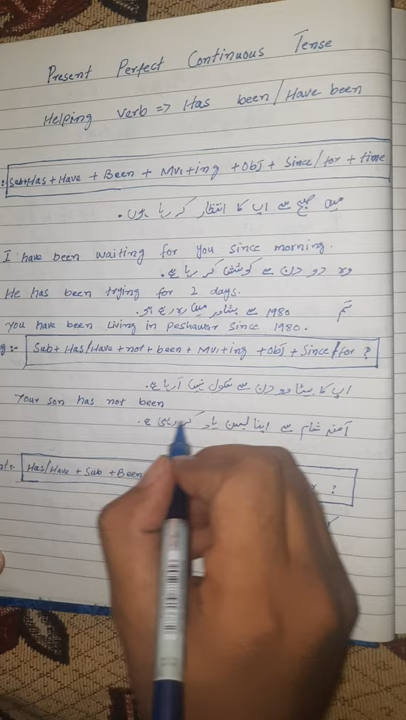 Present Perfect Continuous Tense
Helping verb => Has been/Have been
Sub+Has+Have + Been + Mv1+ing + Obj + Since/for + time
میں صبح سے آپ کا انتظار کر رہا ہوں۔
I have been waiting for you since morning.
وہ دو دن سے کوشش کر رہا ہے۔
He has been trying for 2 days.
تم 1980 سے پشاور میں رہ رہے ہو۔
You have been living in Peshawar since 1980.
Sub + Has/Have + not + been + Mv1+ing + Obj + Since/for ?
آپ کا بیٹا دو دن سے سکول نہیں آ رہا ہے۔
Your son has not been
آمنہ شام سے اپنا سبق یاد کر رہی ہے۔
Has/Have + Sub + Been ?